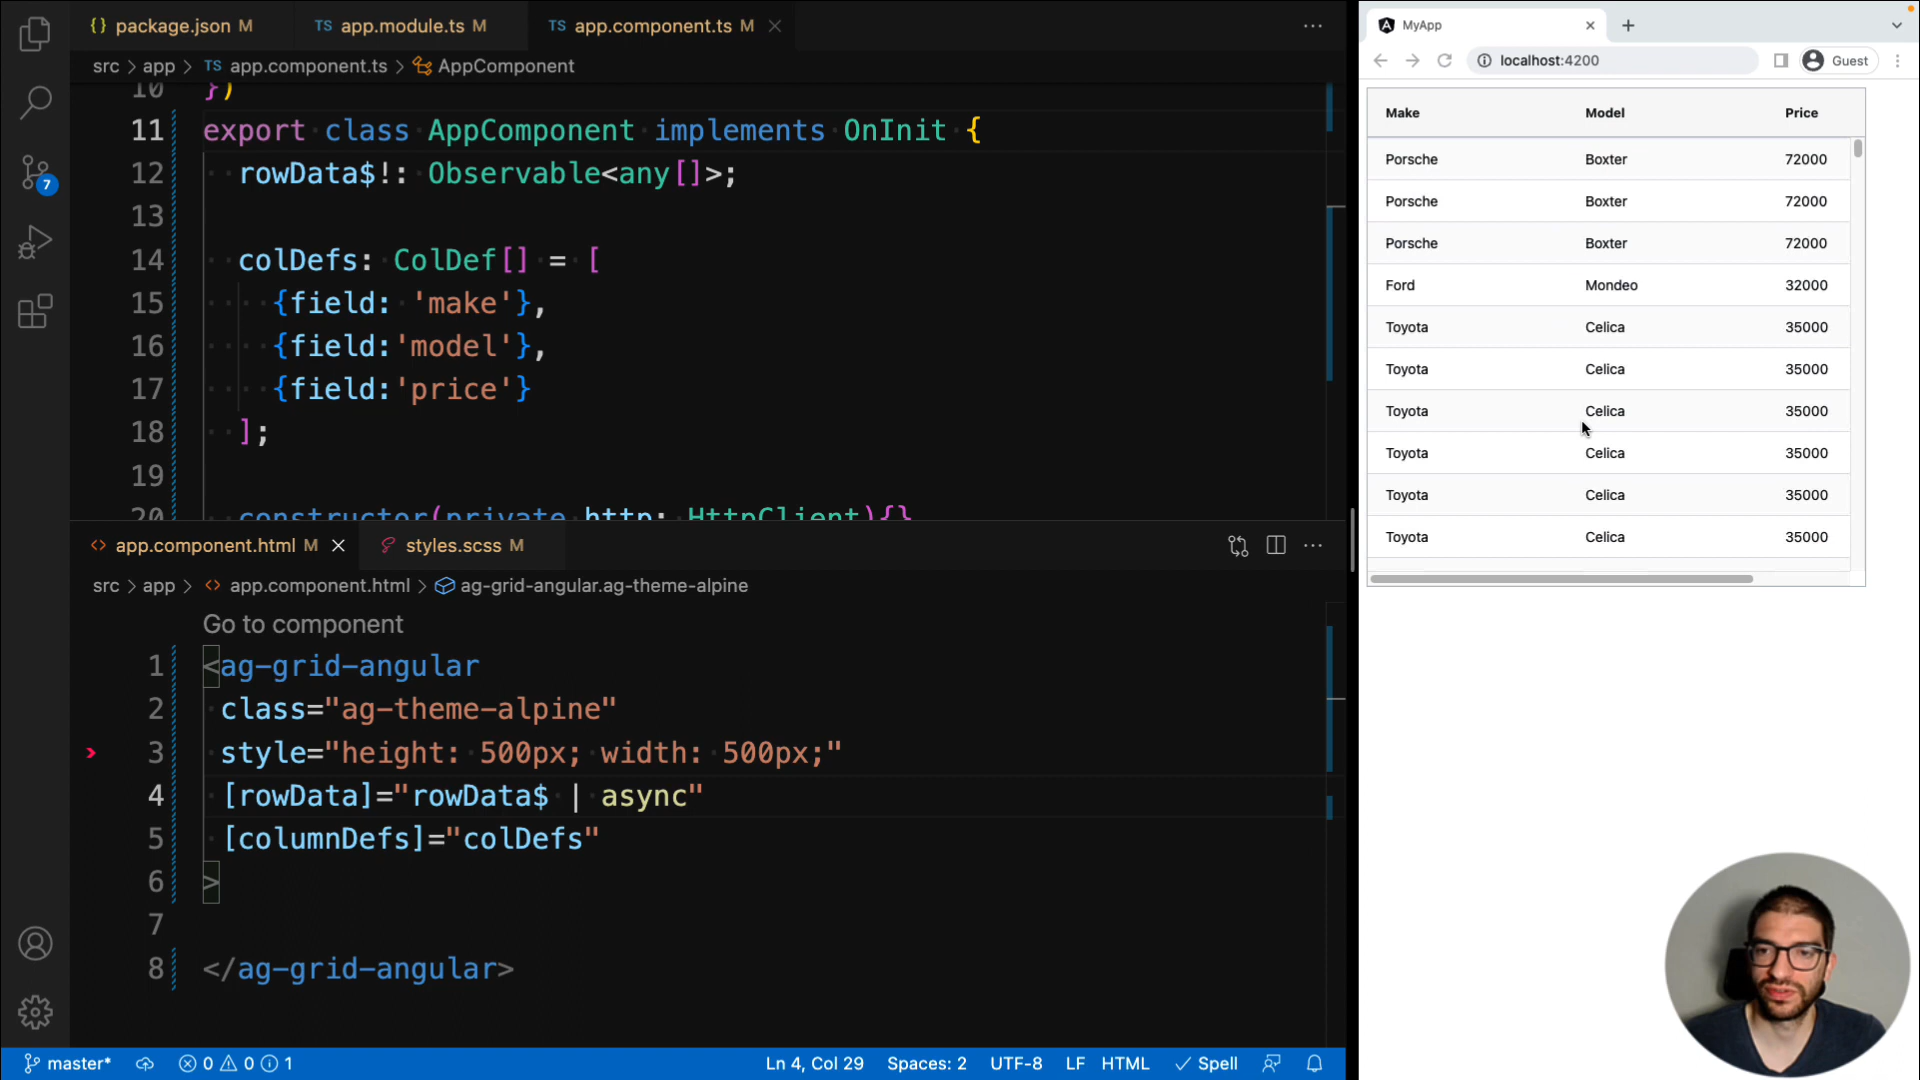 package.json M
TS app.module.ts M
TS app.component.ts M
src > app > TS app.component.ts > AppComponent
10 })
11 export class AppComponent implements OnInit {
12 rowData$!: Observable<any[]>;
13
14 colDefs: ColDef[] = [
15 {field: 'make'},
16 {field:'model'},
17 {field:'price'}
18 ];
19
20 constructor(private http: HttpClient){}
app.component.html M
styles.scss M
src > app > app.component.html > ag-grid-angular.ag-theme-alpine
Go to component
1 <ag-grid-angular
2 class="ag-theme-alpine"
3 style="height: 500px; width: 500px;"
4 [rowData]="rowData$ | async"
5 [columnDefs]="colDefs"
6 >
7
8 </ag-grid-angular>
7
master* 0 0 1
Ln 4, Col 29 Spaces: 2 UTF-8 LF HTML Spell
MyApp
localhost:4200
Guest
Make Model Price
Porsche Boxter 72000
Porsche Boxter 72000
Porsche Boxter 72000
Ford Mondeo 32000
Toyota Celica 35000
Toyota Celica 35000
Toyota Celica 35000
Toyota Celica 35000
Toyota Celica 35000
Toyota Celica 35000